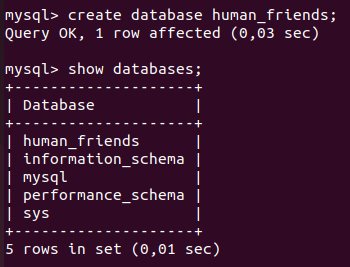 mysql> create database human_friends;
Query OK, 1 row affected (0,03 sec)

mysql> show databases;
+--------------------+
| Database           |
+--------------------+
| human_friends      |
| information_schema |
| mysql              |
| performance_schema |
| sys                |
+--------------------+
5 rows in set (0,01 sec)